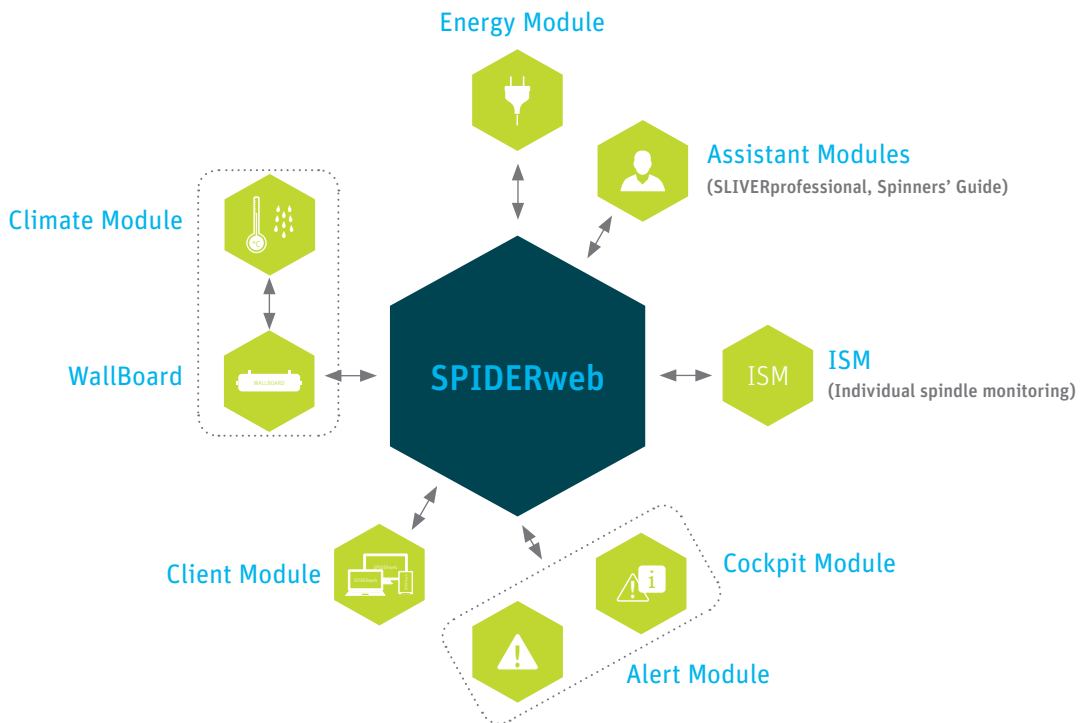 Energy Module
Assistant Modules
(SLIVERprofessional, Spinners' Guide)
Climate Module
°C
WallBoard
WALLBOARD
SPIDERweb
ISM
ISM
(Individual spindle monitoring)
Client Module
Cockpit Module
i
Alert Module